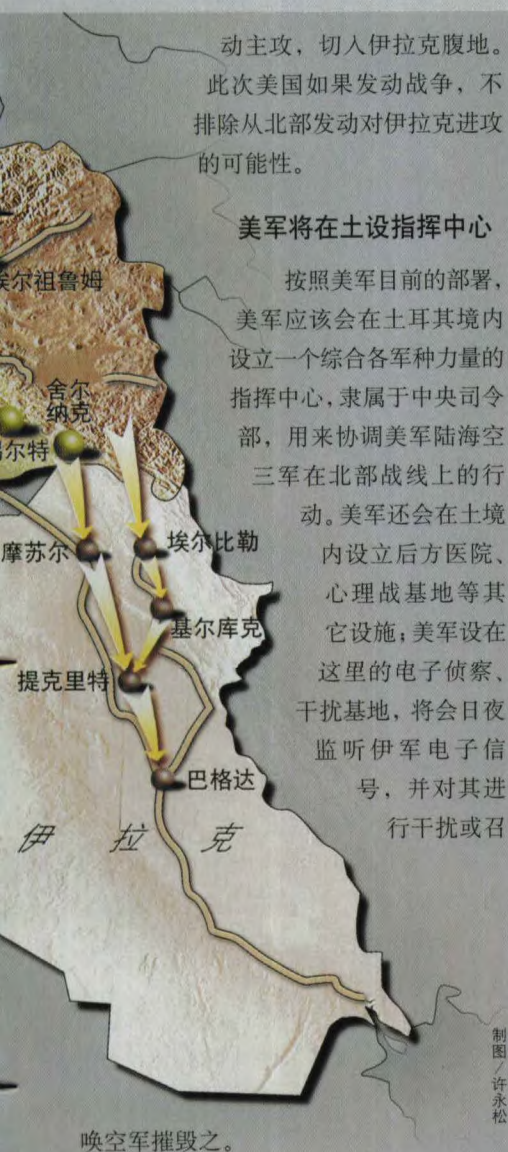 动主攻，切入伊拉克腹地。
此次美国如果发动战争，不
排除从北部发动对伊拉克进攻
的可能性。
美军将在土设指挥中心
按照美军目前的部署，
美军应该会在土耳其境内
设立一个综合各军种力量的
指挥中心，隶属于中央司令
部，用来协调美军陆海空
三军在北部战线上的行
动。美军还会在土境
内设立后方医院、
心理战基地等其
它设施；美军设在
这里的电子侦察、
干扰基地，将会日夜
监听伊军电子信
号，并对其进
行干扰或召
唤空军摧毁之。
尔祖鲁姆
舍尔
纳克
尔特
摩苏尔
埃尔比勒
基尔库克
提克里特
巴格达
伊拉克
制图/许永松